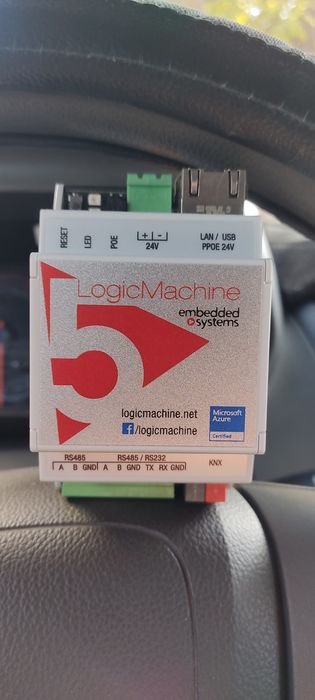 RESET
LED
POE
+ -
24V
LAN / USB
PPOE 24V
5
LogicMachine
embedded
systems
logicmachine.net
f/logicmachine
Microsoft
Azure
Certified
RS485 RS485 / RS232
A B GND A B GND TX RX GND
KNX